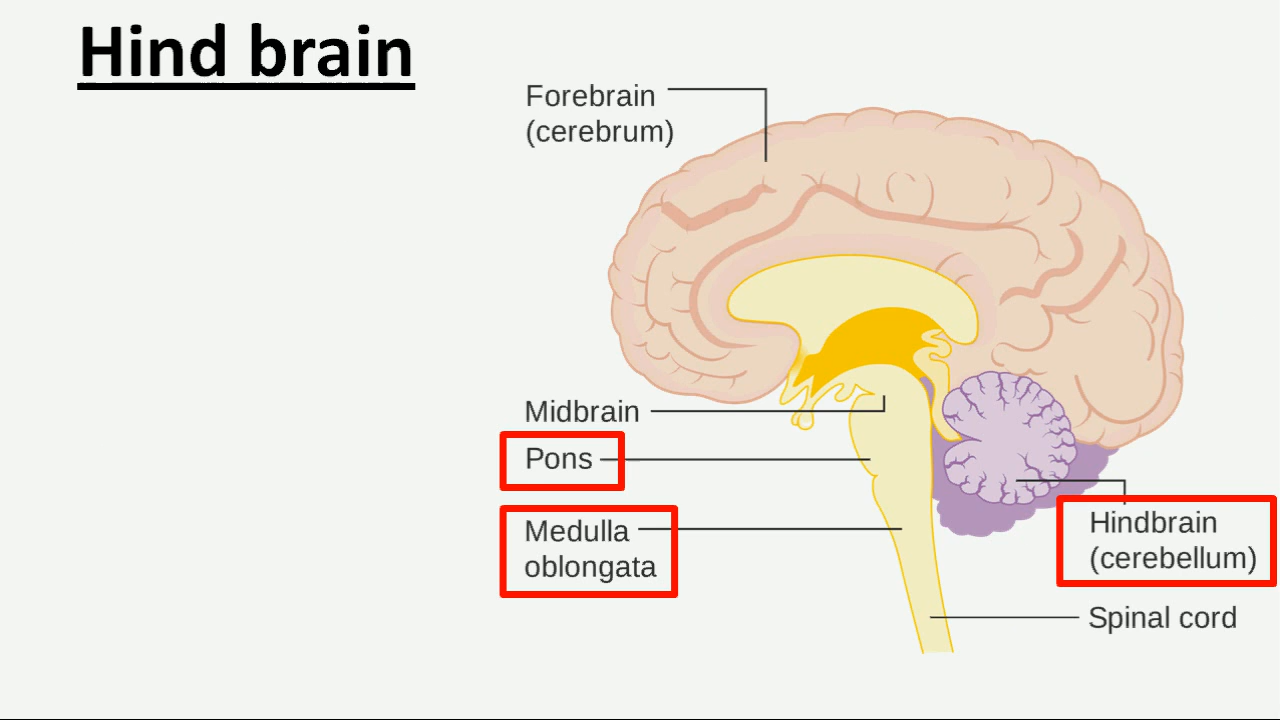 Hind brain
Forebrain
(cerebrum)
Midbrain
Pons
Medulla
oblongata
Hindbrain
(cerebellum)
Spinal cord